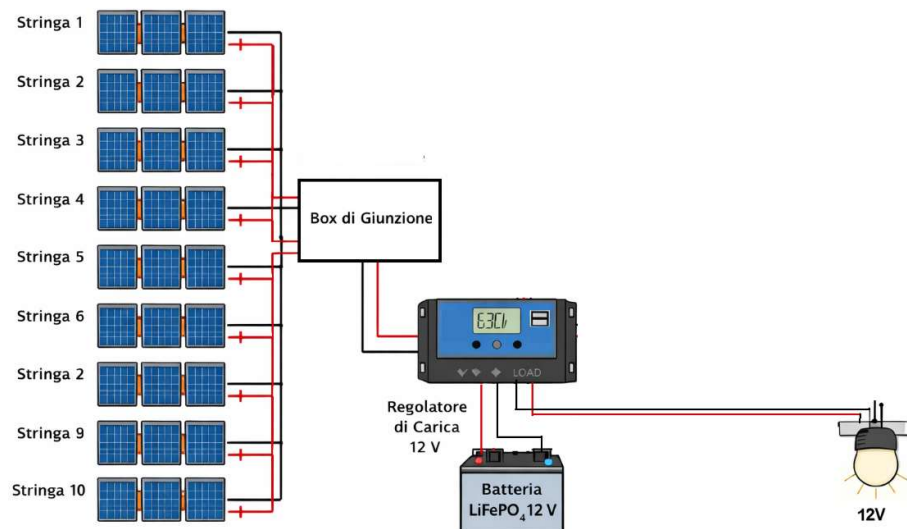 Stringa 1
Stringa 2
Stringa 3
Stringa 4
Stringa 5
Stringa 6
Stringa 2
Stringa 9
Stringa 10
Box di Giunzione
LOAD
Regolatore
di Carica
12 V
Batteria
LiFePO₄ 12 V
12V